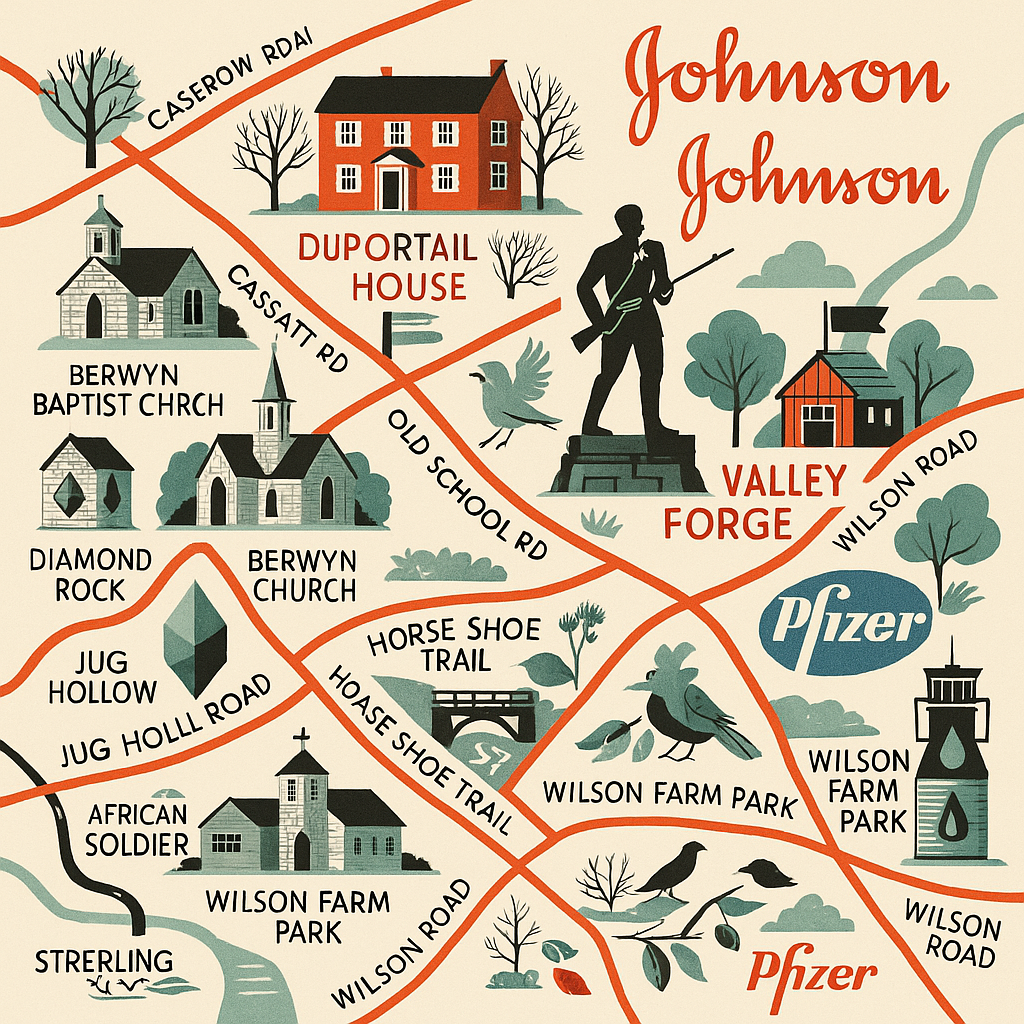 CASEROW RDAI
Johnson
Johnson
DUPORTAIL
HOUSE
CASSATT RD
BERWYN
BAPTIST CHRCH
OLD SCHOOL RD
VALLEY
FORGE
WILSON ROAD
DIAMOND
ROCK
BERWYN
CHURCH
Pfizer
HORSE SHOE
TRAIL
JUG
HOLLOW
JUG HOLLL ROAD
HOASE SHOE TRAIL
57
WILSON FARM PARK
WILSON
FARM
PARK
AFRICAN
SOLDIER
WILSON FARM
PARK
WILSON ROAD
WILSON
ROAD
STRERLING
Pfizer